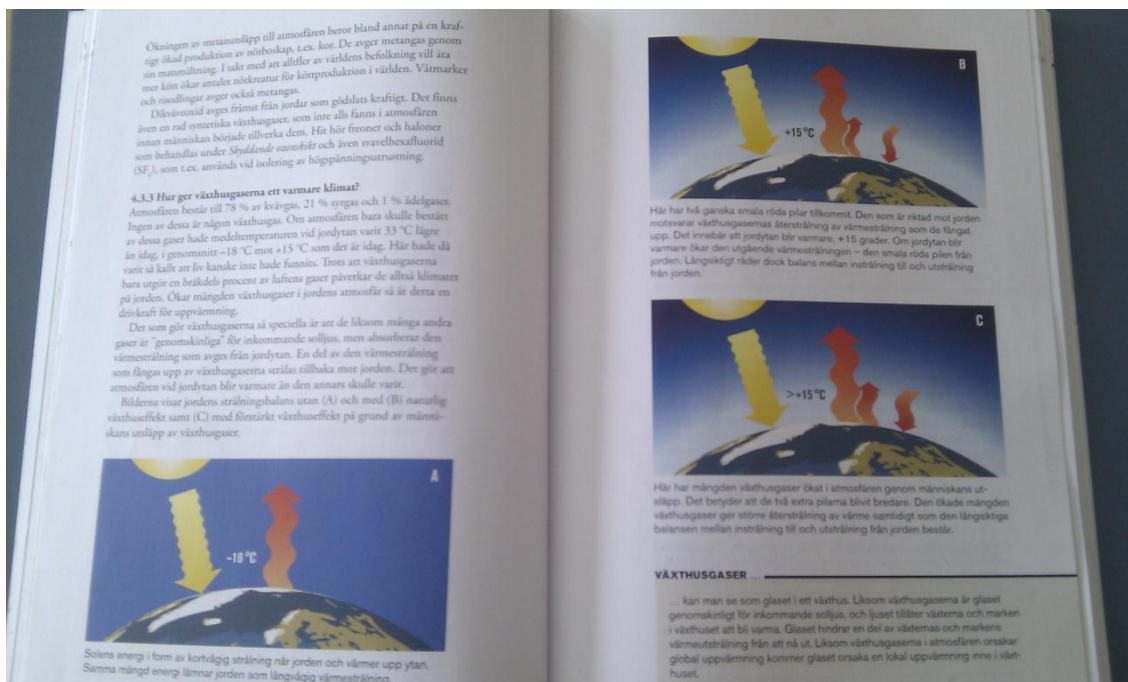 Ökningen av metanutsläpp till atmosfären beror bland annat på en kraf-
tigt ökad produktion av nötboskap, t.ex. kor. De avger metangas genom
sin matsmältning. I takt med att alltfler av världens befolkning vill äta
mer kött ökar antalet nötkreatur för köttproduktion i världen. Våtmarker
och risodlingar avger också metangas.
Dikväveoxid avges främst från jordar som gödslats kraftigt. Det finns
även en rad syntetiska växthusgaser, som inte alls fanns i atmosfären
innan människan började tillverka dem. Hit hör freoner och haloner
som behandlas under Skyddande ozonskikt och även svavelhexafluorid
(SF6), som t.ex. används vid isolering av högspänningsutrustning.
4.3.3 Hur ger växthusgaserna ett varmare klimat?
Atmosfären består till 78 % av kvävgas, 21 % syrgas och 1 % ädelgaser.
Ingen av dessa är någon växthusgas. Om atmosfären bara skulle bestått
av dessa gaser hade medeltemperaturen vid jordytan varit 33 °C lägre
än idag, i genomsnitt –18 °C mot +15 °C som det är idag. Här hade då
varit så kallt att liv kanske inte hade funnits. Trots att växthusgaserna
bara utgör en bråkdels procent av luftens gaser påverkar de alltså klimatet
på jorden. Ökar mängden växthusgaser i jordens atmosfär så är detta en
drivkraft för uppvärmning.
Det som gör växthusgaserna så speciella är att de liksom många andra
gaser är "genomskinliga" för inkommande solljus, men absorberar den
värmestrålning som avges från jordytan. En del av den värmestrålning
som fångas upp av växthusgaserna strålas tillbaka mot jorden. Det gör att
atmosfären vid jordytan blir varmare än den annars skulle varit.
Bilderna visar jordens strålningsbalans utan (A) och med (B) naturlig
växthuseffekt samt (C) med förstärkt växthuseffekt på grund av männi-
skans utsläpp av växthusgaser.
A
–18 °C
Solens energi i form av kortvågig strålning når jorden och värmer upp ytan.
Samma mängd energi lämnar jorden som långvågig värmestrålning.
B
+15 °C
Här har två ganska smala röda pilar tillkommit. Den som är riktad mot jorden
motsvarar växthusgasernas återstrålning av värmestrålning som de fångat
upp. Det innebär att jordytan blir varmare, +15 grader. Om jordytan blir
varmare ökar den utgående värmestrålningen – den smala röda pilen från
jorden. Långsiktigt råder dock balans mellan instrålning till och utstrålning
från jorden.
C
>+15 °C
Här har mängden växthusgaser ökat i atmosfären genom människans ut-
släpp. Det betyder att de två extra pilarna blivit bredare. Den ökade mängden
växthusgaser ger större återstrålning av värme samtidigt som den långsiktiga
balansen mellan instrålning till och utstrålning från jorden består.
VÄXTHUSGASER ...
... kan man se som glaset i ett växthus. Liksom växthusgaserna är glaset
genomskinligt för inkommande solljus, och ljuset tillåter växterna och marken
i växthuset att bli varma. Glaset hindrar en del av växternas och markens
värmeutstrålning från att nå ut. Liksom växthusgaserna i atmosfären orsakar
global uppvärmning kommer glaset orsaka en lokal uppvärmning inne i växt-
huset.